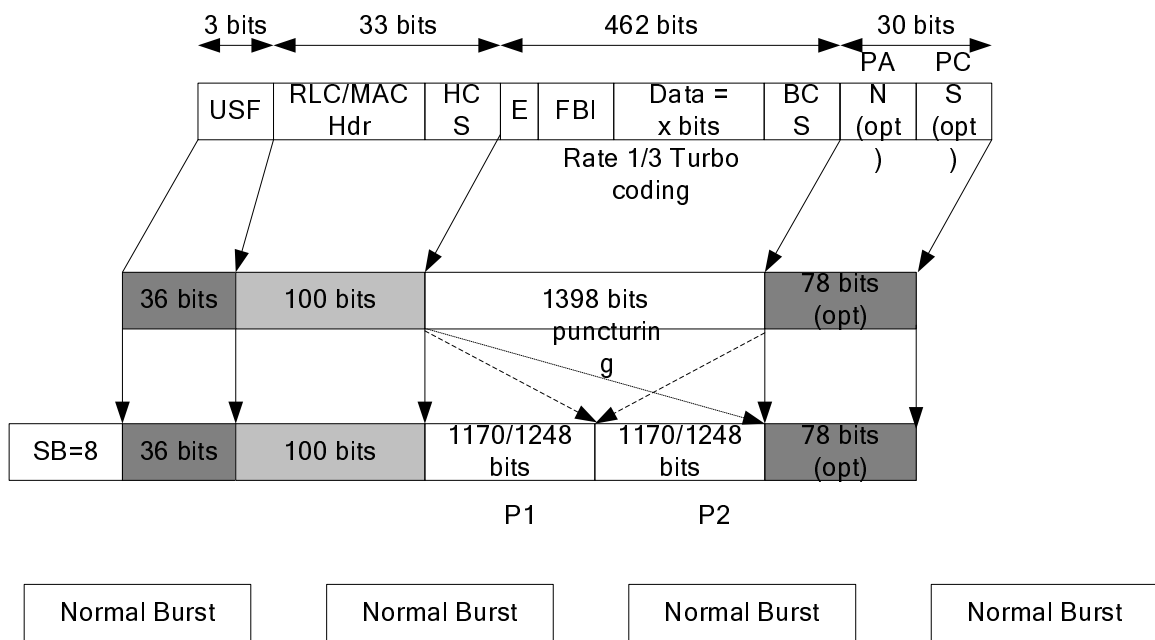 3 bits 33 bits 462 bits 30 bits
USF
RLC/MAC
Hdr
HC
S
E
FBI
Data =
x bits
BC
S
PA
N
(opt
)
PC
S
(opt
)
Rate 1/3 Turbo
coding
36 bits
100 bits
1398 bits
78 bits
(opt)
puncturin
g
SB=8
36 bits
100 bits
1170/1248
bits
1170/1248
bits
78 bits
(opt)
P1 P2
Normal Burst Normal Burst Normal Burst Normal Burst